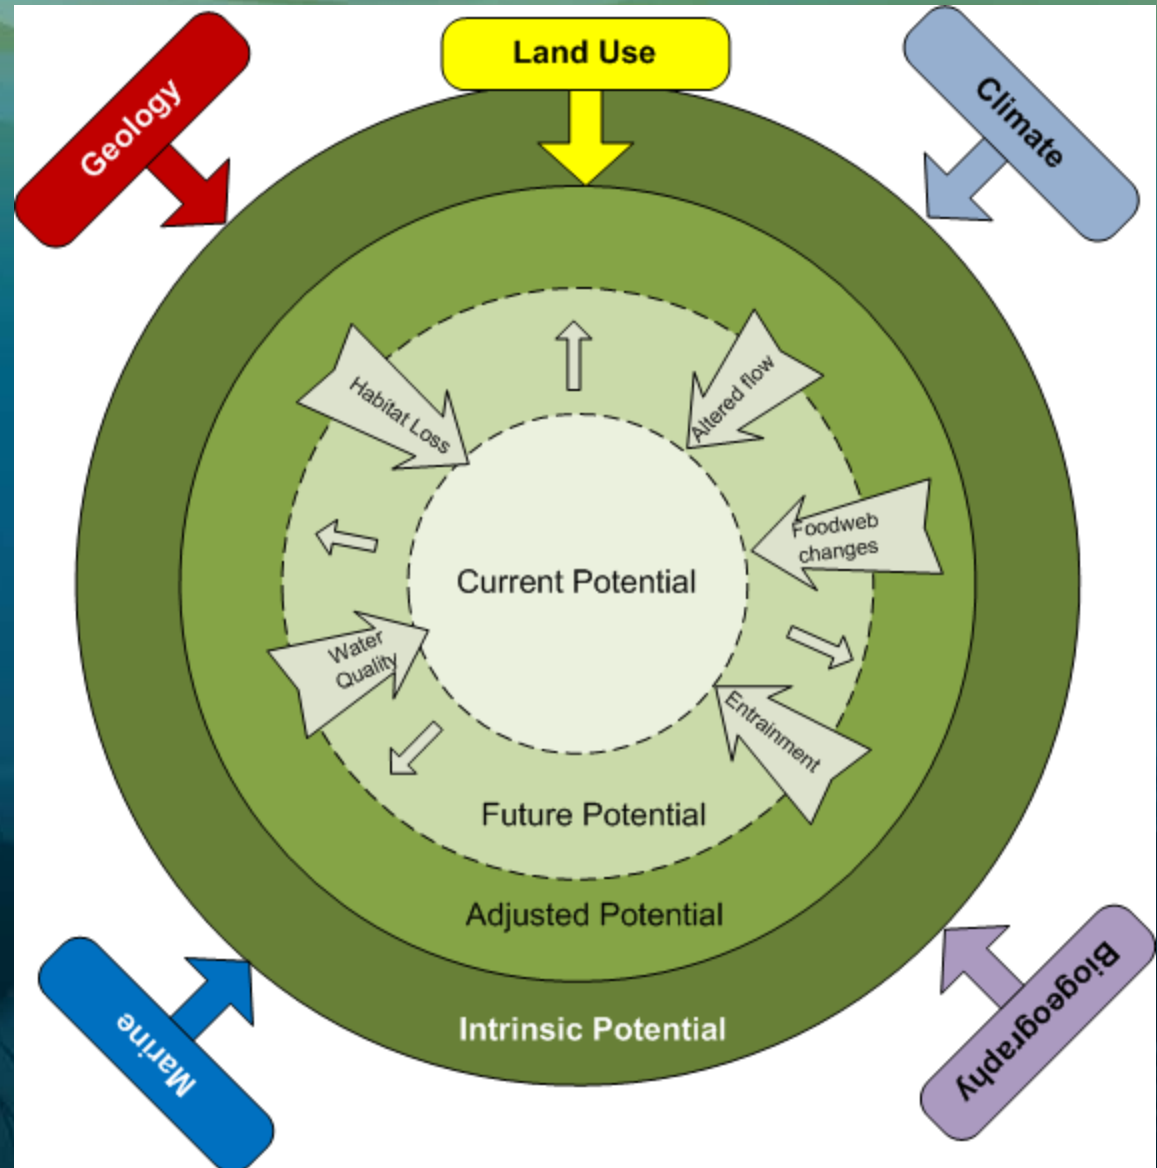 Land Use
Geology
Climate
Habitat Loss
Altered flow
Foodweb
changes
Current Potential
Water
Quality
Entrainment
Future Potential
Adjusted Potential
Intrinsic Potential
Marine
Biogeography